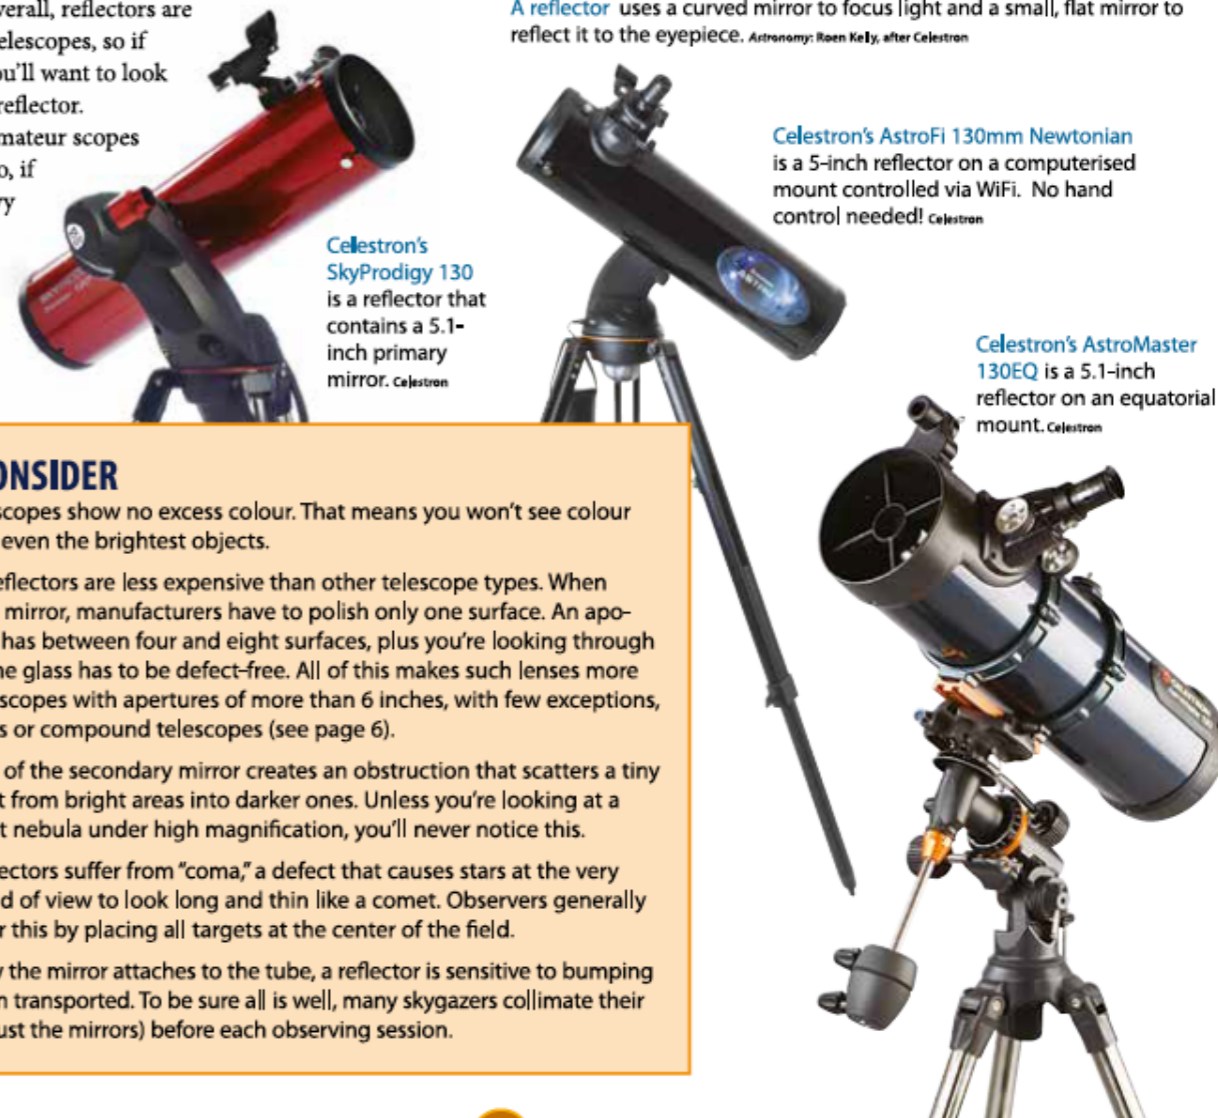 verall, reflectors are
elescopes, so if
ou'll want to look
reflector.
mateur scopes
o, if
ry
A reflector uses a curved mirror to focus light and a small, flat mirror to
reflect it to the eyepiece. Astronomy: Roen Kelly, after Celestron
Celestron's
SkyProdigy 130
is a reflector that
contains a 5.1-
inch primary
mirror. Celestron
Celestron's AstroFi 130mm Newtonian
is a 5-inch reflector on a computerised
mount controlled via WiFi. No hand
control needed! Celestron
Celestron's AstroMaster
130EQ is a 5.1-inch
reflector on an equatorial
mount. Celestron
ONSIDER
scopes show no excess colour. That means you won't see colour
even the brightest objects.
eflectors are less expensive than other telescope types. When
mirror, manufacturers have to polish only one surface. An apo-
has between four and eight surfaces, plus you're looking through
he glass has to be defect-free. All of this makes such lenses more
scopes with apertures of more than 6 inches, with few exceptions,
s or compound telescopes (see page 6).
of the secondary mirror creates an obstruction that scatters a tiny
t from bright areas into darker ones. Unless you're looking at a
t nebula under high magnification, you'll never notice this.
lectors suffer from "coma," a defect that causes stars at the very
d of view to look long and thin like a comet. Observers generally
r this by placing all targets at the center of the field.
y the mirror attaches to the tube, a reflector is sensitive to bumping
n transported. To be sure all is well, many skygazers collimate their
ust the mirrors) before each observing session.